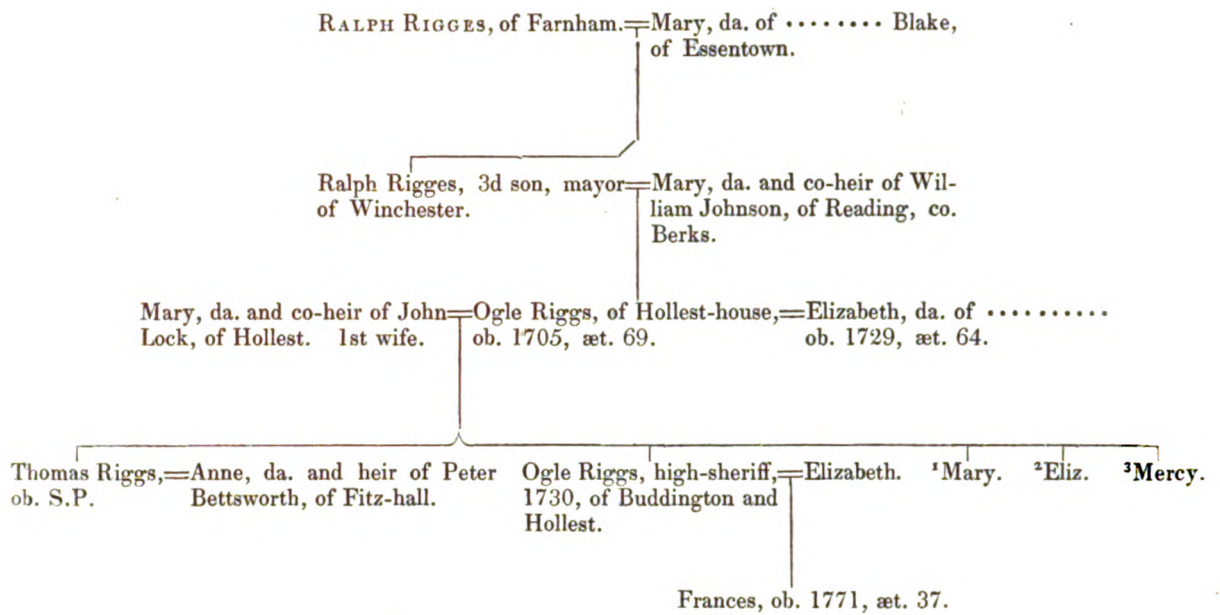 RALPH RIGGES, of Farnham.=Mary, da. of ········ Blake,
of Essentown.
Ralph Rigges, 3d son, mayor=Mary, da. and co-heir of Wil-
of Winchester.
liam Johnson, of Reading, co.
Berks.
Mary, da. and co-heir of John=Ogle Riggs, of Hollest-house,=Elizabeth, da. of ··········
Lock, of Hollest. 1st wife.
ob. 1705, æt. 69.
ob. 1729, æt. 64.
Thomas Riggs,=Anne, da. and heir of Peter
ob. S.P.
Bettsworth, of Fitz-hall.
Ogle Riggs, high-sheriff,=Elizabeth.
1730, of Buddington and
Hollest.
¹Mary.
²Eliz.
³Mercy.
Frances, ob. 1771, æt. 37.